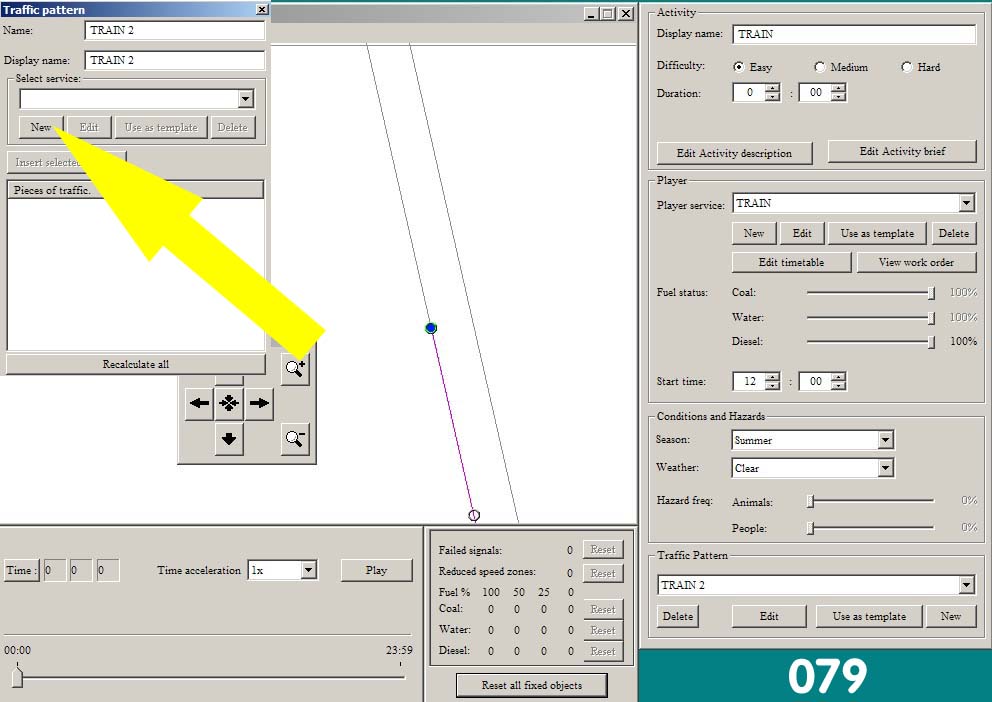 Traffic pattern
Name: TRAIN 2
Display name: TRAIN 2
Select service:
New Edit Use as template Delete
Insert selected
Pieces of traffic.
Recalculate all
Time : 0 0 0 Time acceleration 1x Play
00:00 23:59
Failed signals: 0 Reset
Reduced speed zones: 0 Reset
Fuel % 100 50 25 0
Coal: 0 0 0 0 Reset
Water: 0 0 0 0 Reset
Diesel: 0 0 0 0 Reset
Reset all fixed objects
Activity
Display name: TRAIN
Difficulty: Easy Medium Hard
Duration: 0 : 00
Edit Activity description Edit Activity brief
Player
Player service: TRAIN
New Edit Use as template Delete
Edit timetable View work order
Fuel status: Coal: 100%
Water: 100%
Diesel: 100%
Start time: 12 : 00
Conditions and Hazards
Season: Summer
Weather: Clear
Hazard freq: Animals: 0%
People: 0%
Traffic Pattern
TRAIN 2
Delete Edit Use as template New
079